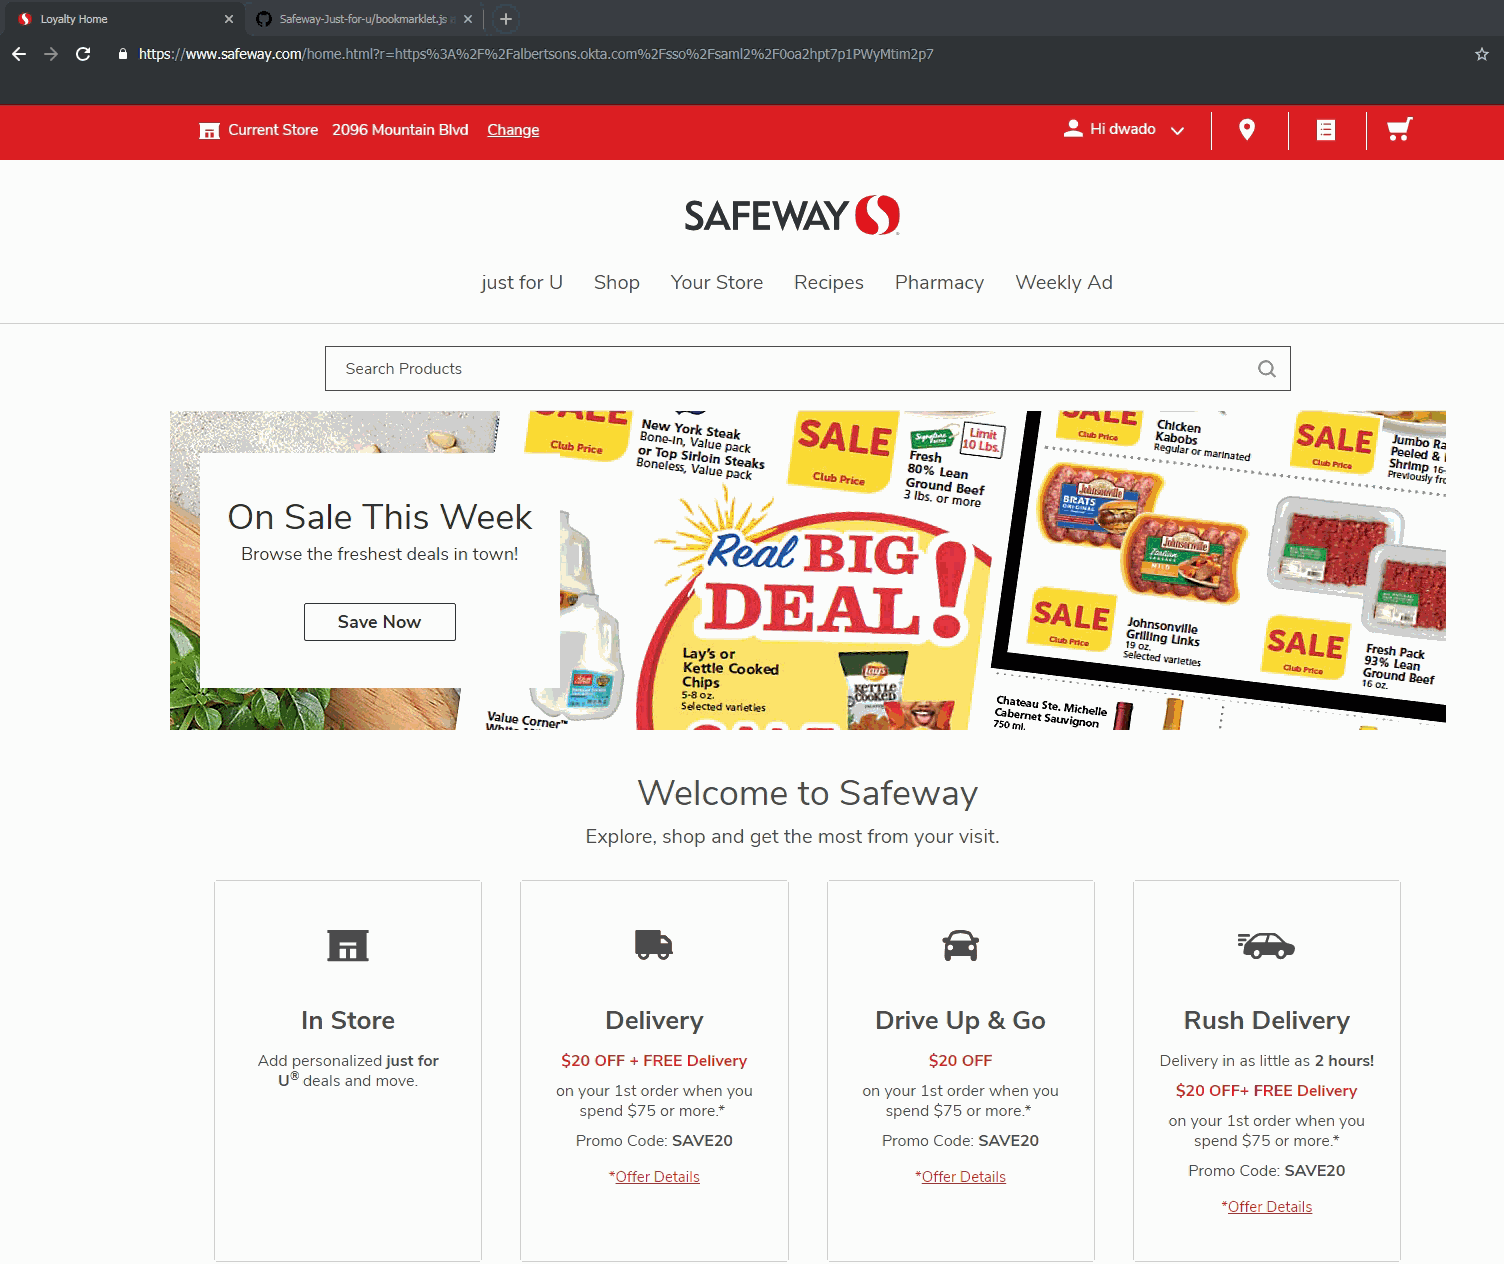 Loyalty Home
Safeway-Just-for-u/bookmarklet.js
https://www.safeway.com/home.html?r=https%3A%2F%2Falbertsons.okta.com%2Fsso%2Fsaml2%2F0oa2hpt7p1PWyMtim2p7
Current Store 2096 Mountain Blvd Change
Hi dwado
SAFEWAY
just for U Shop Your Store Recipes Pharmacy Weekly Ad
Search Products
On Sale This Week
Browse the freshest deals in town!
Save Now
SALE
Club Price
New York Steak
Bone-In, Value pack
or Top Sirloin Steaks
Boneless, Value pack
SALE
Club Price
Limit
10 Lbs.
Fresh
80% Lean
Ground Beef
3 lbs. or more
SALE
Club Price
Chicken
Kabobs
Regular or marinated
SALE
Club Price
Jumbo
Peeled &
Shrimp 16-
Previously
Real BIG
DEAL!
Lay's or
Kettle Cooked
Chips
5-8 oz.
Selected varieties
Lay's
KETTLE
COOKED
Johnsonville
BRATS
ORIGINAL
Johnsonville
Italian
MILD
SALE
Club Price
Johnsonville
Grilling Links
19 oz.
Selected varieties
SALE
Club Price
Fresh Pack
93% Lean
Ground Beef
16 oz.
Value Corner™
Chateau Ste. Michelle
Cabernet Sauvignon
750 ml.
Welcome to Safeway
Explore, shop and get the most from your visit.
In Store
Add personalized just for
U® deals and move.
Delivery
$20 OFF + FREE Delivery
on your 1st order when you
spend $75 or more.*
Promo Code: SAVE20
*Offer Details
Drive Up & Go
$20 OFF
on your 1st order when you
spend $75 or more.*
Promo Code: SAVE20
*Offer Details
Rush Delivery
Delivery in as little as 2 hours!
$20 OFF+ FREE Delivery
on your 1st order when you
spend $75 or more.*
Promo Code: SAVE20
*Offer Details